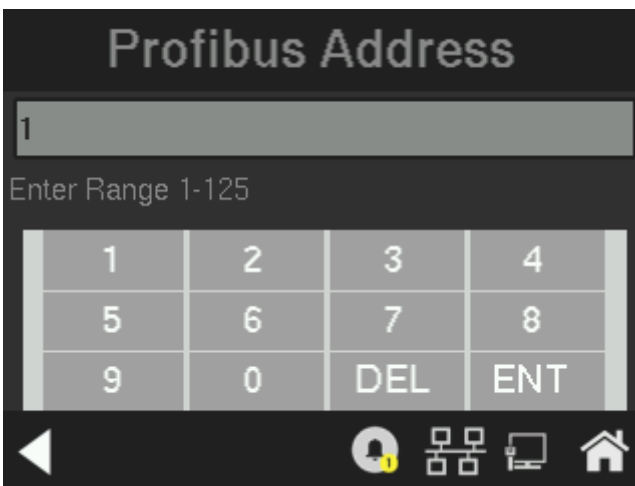 Profibus Address
1
Enter Range 1-125
1 2 3 4
5 6 7 8
9 0 DEL ENT
1